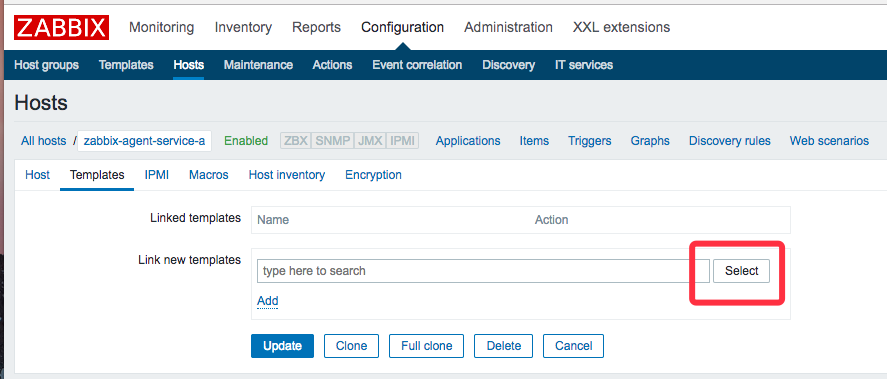 ZABBIX Monitoring Inventory Reports Configuration Administration XXL extensions
Host groups Templates Hosts Maintenance Actions Event correlation Discovery IT services
Hosts
All hosts / zabbix-agent-service-a Enabled ZBX SNMP JMX IPMI Applications Items Triggers Graphs Discovery rules Web scenarios
Host Templates IPMI Macros Host inventory Encryption
Linked templates Name Action
Link new templates type here to search Select
Add
Update Clone Full clone Delete Cancel